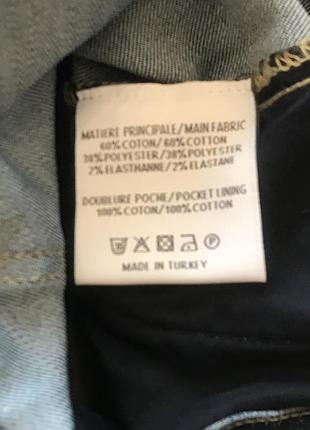 MATIERE PRINCIPALE/MAIN FABRIC
60%COTON/60%COTTON
38%POLYESTER/38%POLYESTER
2%ELASTHANNE/2%ELASTANE
DOUBLURE POCHE/POCKET LINING
100%COTON/100%COTTON
MADE IN TURKEY